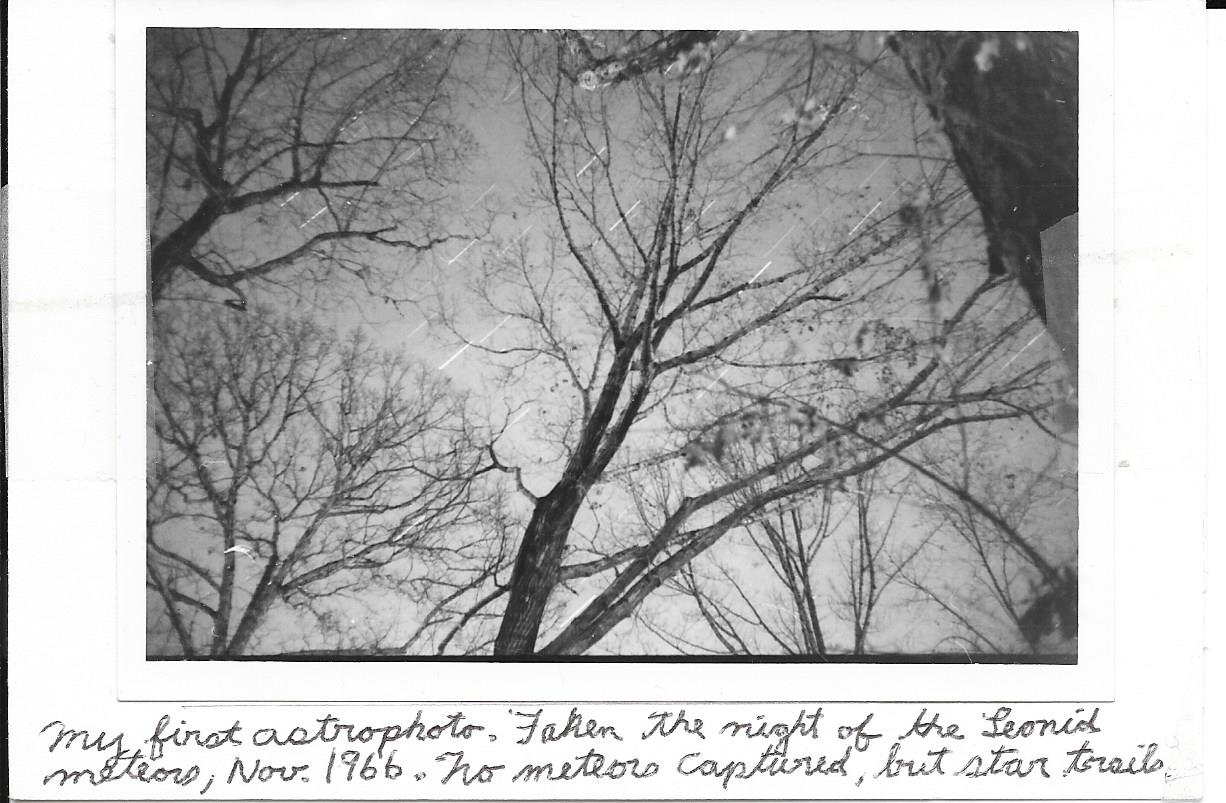 My first astrophoto. Taken the night of the Leonid
meteors, Nov. 1966. No meteors captured, but star trails.